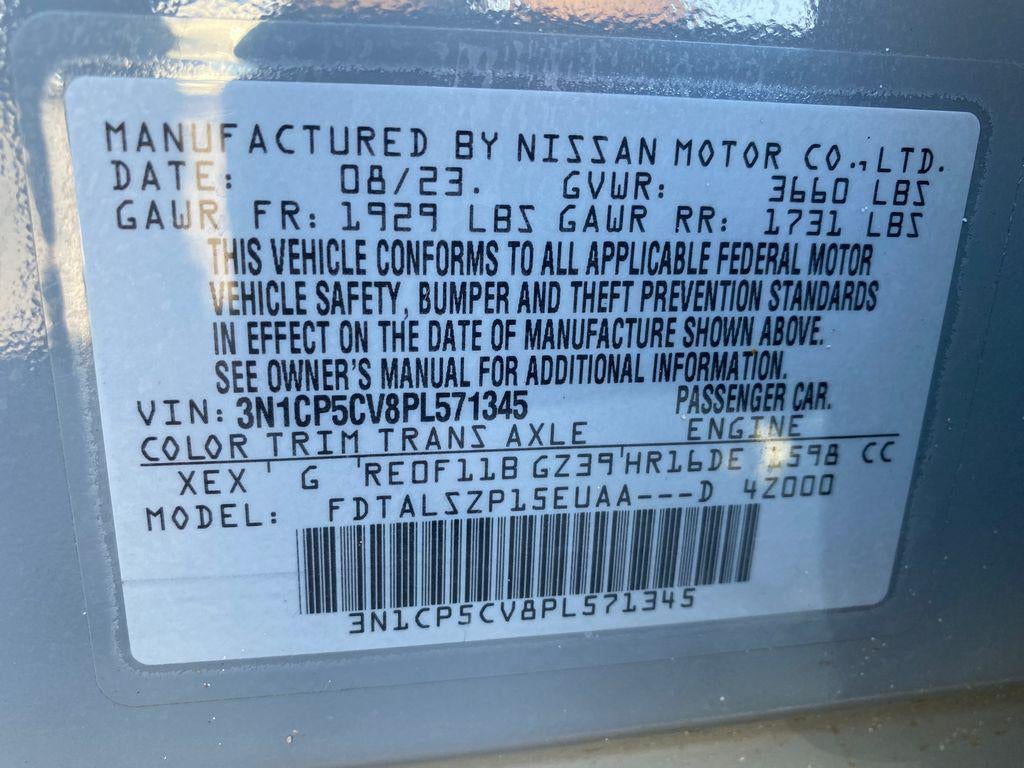 MANUFACTURED BY NISSAN MOTOR CO., LTD.
DATE: 08/23. GVWR: 3660 LBS
GAWR FR: 1929 LBS GAWR RR: 1731 LBS
THIS VEHICLE CONFORMS TO ALL APPLICABLE FEDERAL MOTOR
VEHICLE SAFETY, BUMPER AND THEFT PREVENTION STANDARDS
IN EFFECT ON THE DATE OF MANUFACTURE SHOWN ABOVE.
SEE OWNER'S MANUAL FOR ADDITIONAL INFORMATION.
VIN: 3N1CP5CV8PL571345 PASSENGER CAR.
COLOR TRIM TRANS AXLE ENGINE
XEX ' G 'RE0F11B GZ39'HR16DE 1598 CC
MODEL: FDTALSZP15EUAA---D 4Z000
3N1CP5CV8PL571345